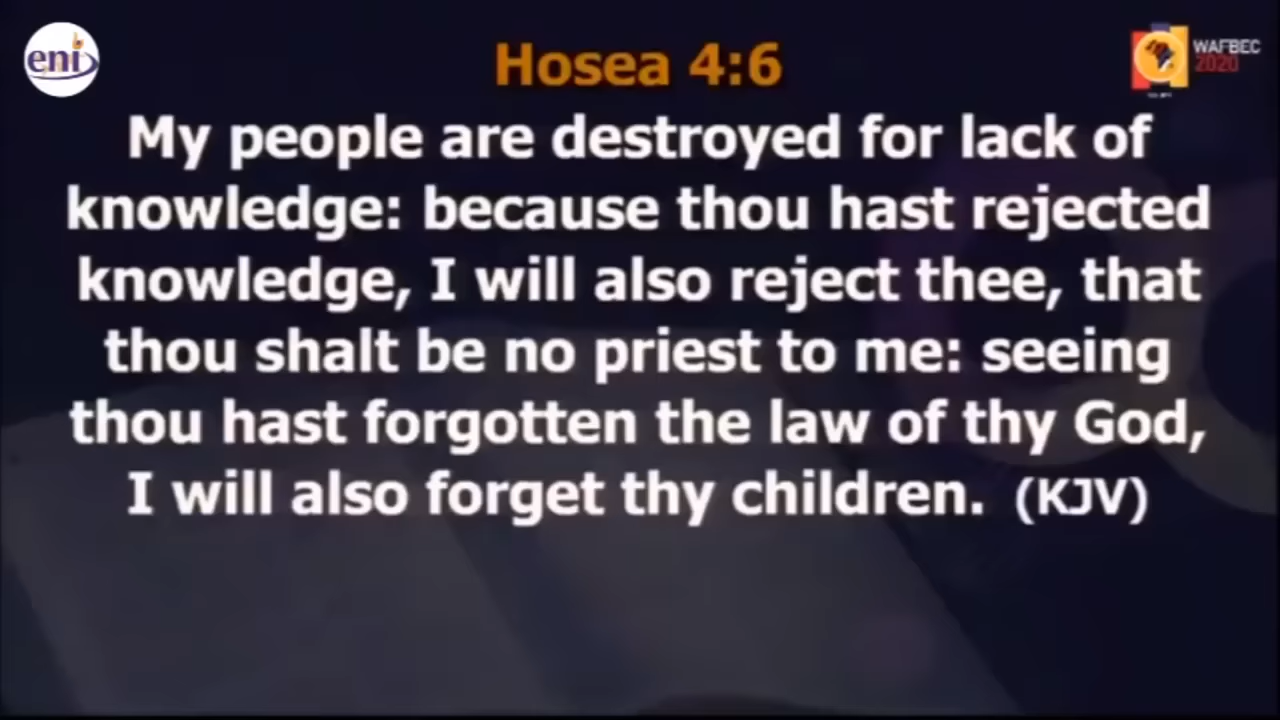 eni
WAFBEC
2020
Hosea 4:6
My people are destroyed for lack of
knowledge: because thou hast rejected
knowledge, I will also reject thee, that
thou shalt be no priest to me: seeing
thou hast forgotten the law of thy God,
I will also forget thy children. (KJV)